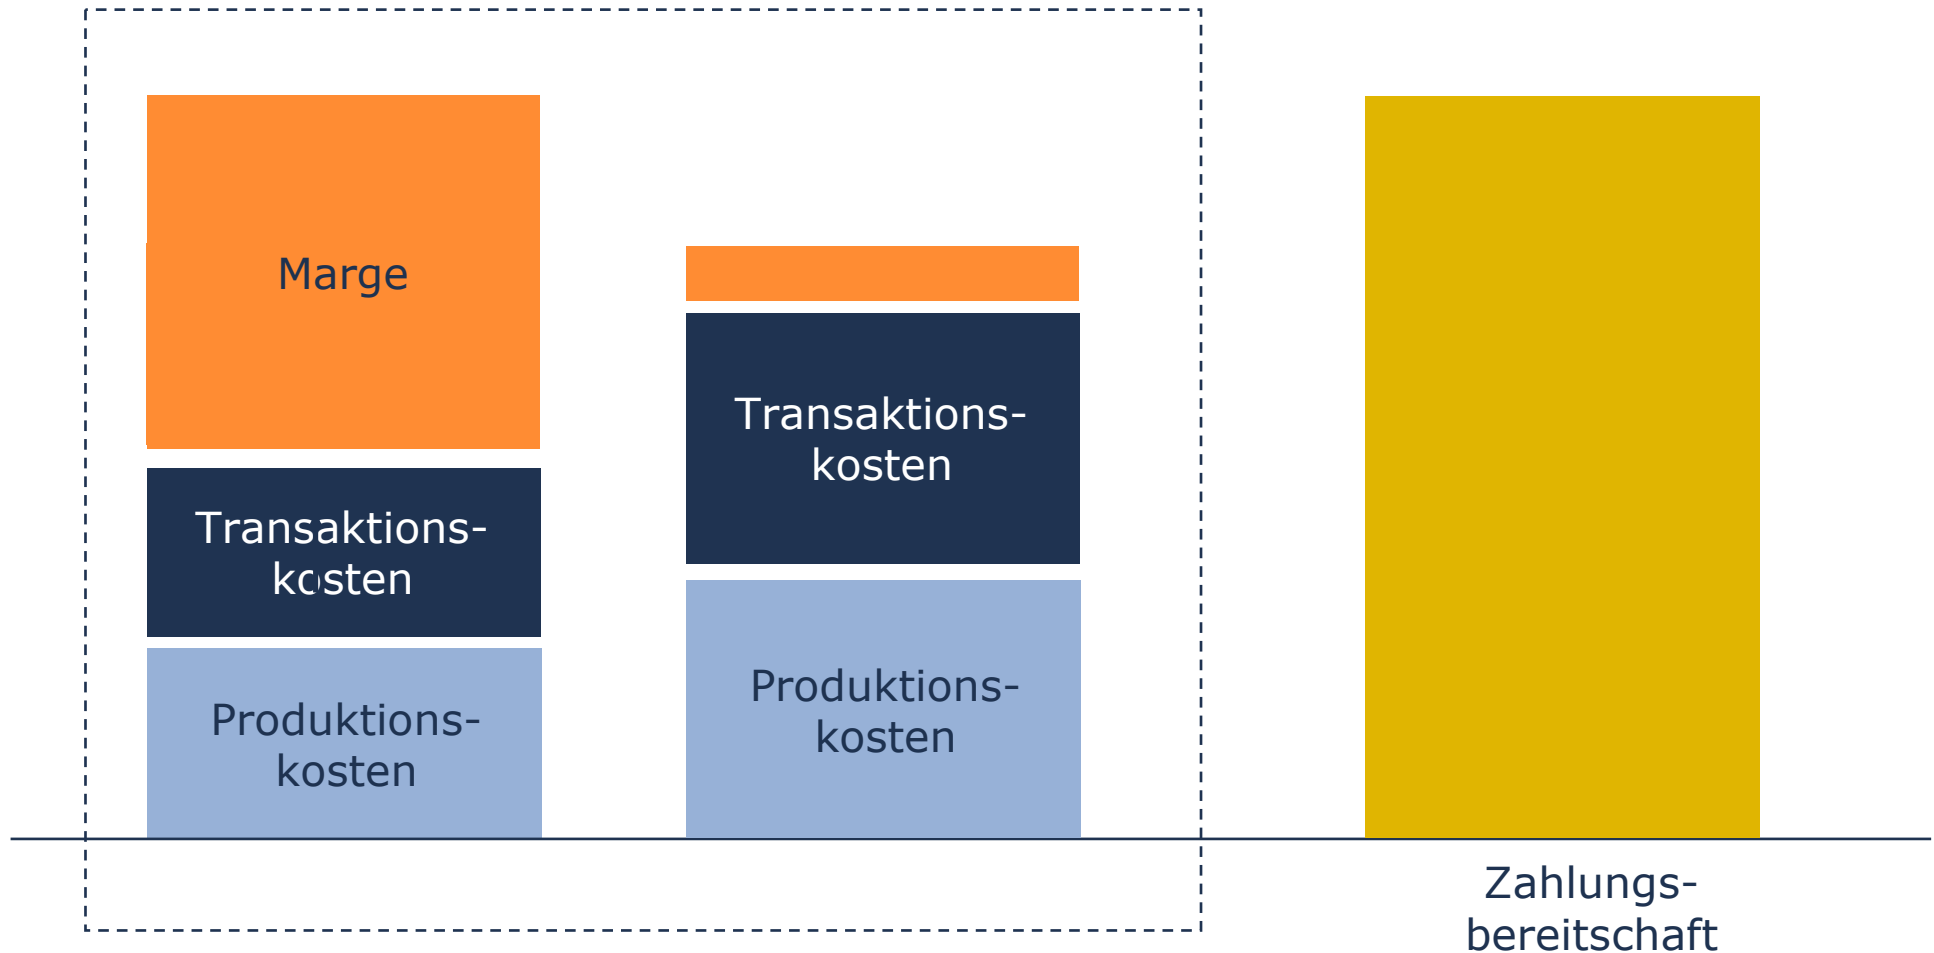 Marge
Transaktions-
kosten
Produktions-
kosten
Transaktions-
kosten
Produktions-
kosten
Zahlungs-
bereitschaft